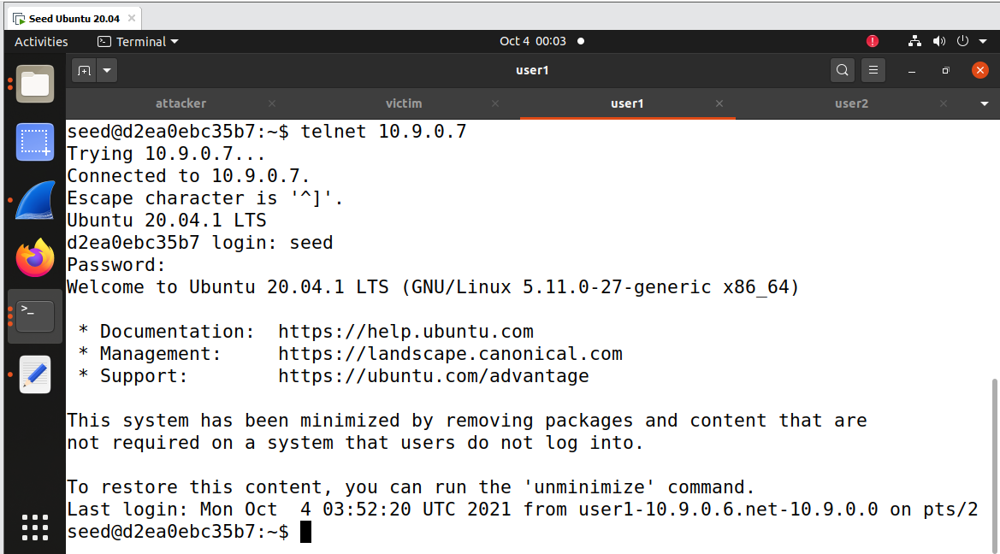 Seed Ubuntu 20.04
Activities Terminal Oct 4 00:03
user1
attacker victim user1 user2
seed@d2ea0ebc35b7:~$ telnet 10.9.0.7
Trying 10.9.0.7...
Connected to 10.9.0.7.
Escape character is '^]'.
Ubuntu 20.04.1 LTS
d2ea0ebc35b7 login: seed
Password:
Welcome to Ubuntu 20.04.1 LTS (GNU/Linux 5.11.0-27-generic x86_64)
 * Documentation:  https://help.ubuntu.com
 * Management:     https://landscape.canonical.com
 * Support:        https://ubuntu.com/advantage
This system has been minimized by removing packages and content that are
not required on a system that users do not log into.
To restore this content, you can run the 'unminimize' command.
Last login: Mon Oct  4 03:52:20 UTC 2021 from user1-10.9.0.6.net-10.9.0.0 on pts/2
seed@d2ea0ebc35b7:~$